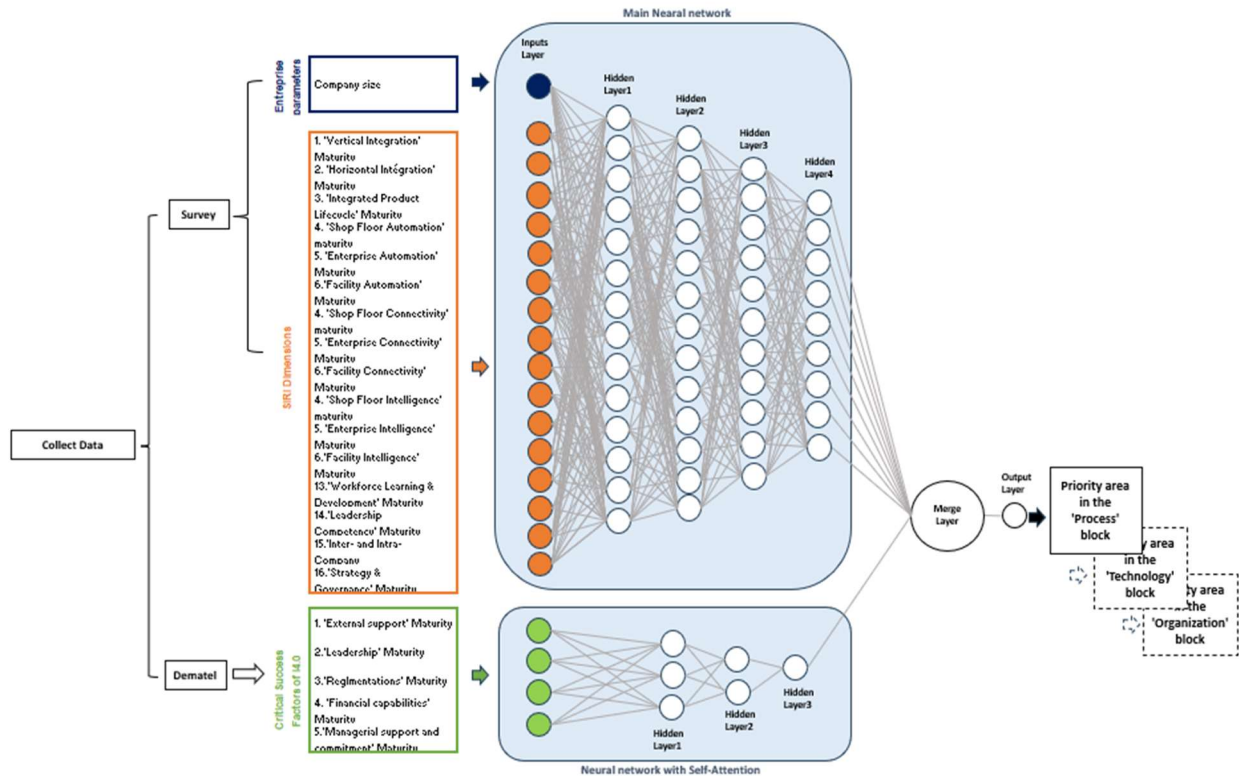 Main Nearal network
Inputs
Layer
Entreprise
parameters
Company size
Hidden
Layer1
Hidden
Layer2
Hidden
Layer3
Hidden
Layer4
Survey
SIRI Dimensions
1. 'Vertical Integration'
Maturity
2. 'Horizontal Intégration'
Maturity
3. 'Integrated Product
Lifecycle' Maturity
4. 'Shop Floor Automation'
maturity
5. 'Enterprise Automation'
Maturity
6.'Facility Automation'
Maturity
4. 'Shop Floor Connectivity'
maturity
5. 'Enterprise Connectivity'
Maturity
6.'Facility Connectivity'
Maturity
4. 'Shop Floor Intelligence'
maturity
5. 'Enterprise Intelligence'
Maturity
6.'Facility Intelligence'
Maturity
13.'Workforce Learning &
Development' Maturity
14.'Leadership
Competency' Maturity
15.'Inter- and Intra-
Company
16.'Strategy &
Governance' Maturity
Collect Data
Dematel
Critical Success
Factors of I4.0
1. 'External support' Maturity
2.'Leadership' Maturity
3.'Reglmentations' Maturity
4. 'Financial capabilities'
Maturity
5.'Managerial support and
commitment' Maturity
Hidden
Layer1
Hidden
Layer2
Hidden
Layer3
Neural network with Self-Attention
Merge
Layer
Output
Layer
Priority area
in the
'Process'
block
area
in the
'Technology'
block
area
the
'Organization'
block